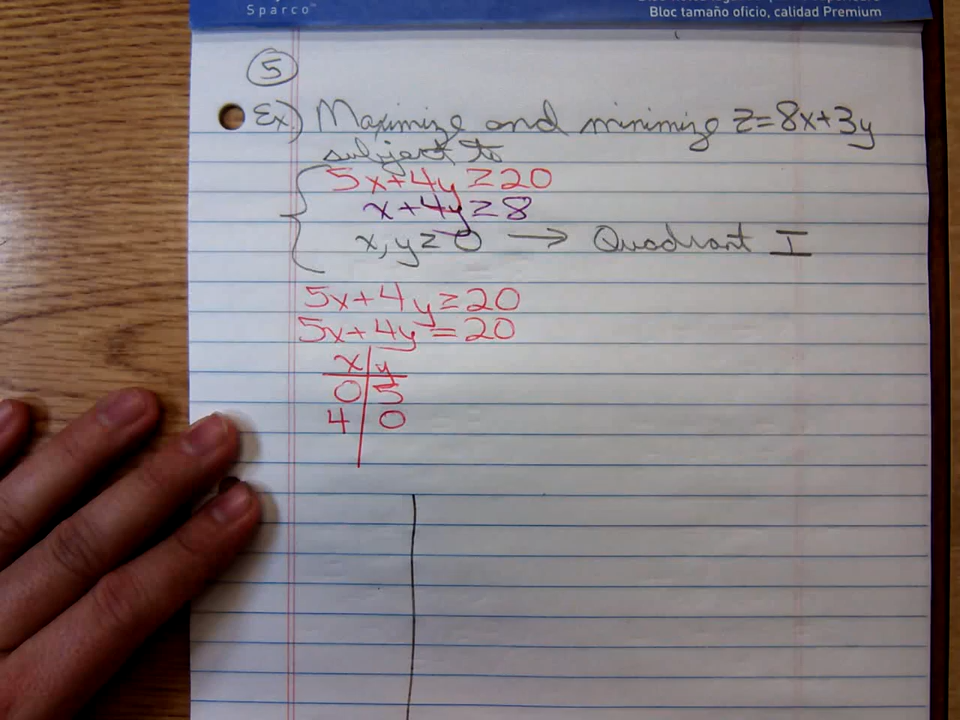 Sparco™
Bloc tamaño oficio, calidad Premium
5
Ex) Maximize and minimize z=8x+3y
subject to
5x+4y≥20
x+4y≥8
x,y≥0 → Quadrant I
5x+4y≥20
5x+4y=20
x y
0 5
4 0